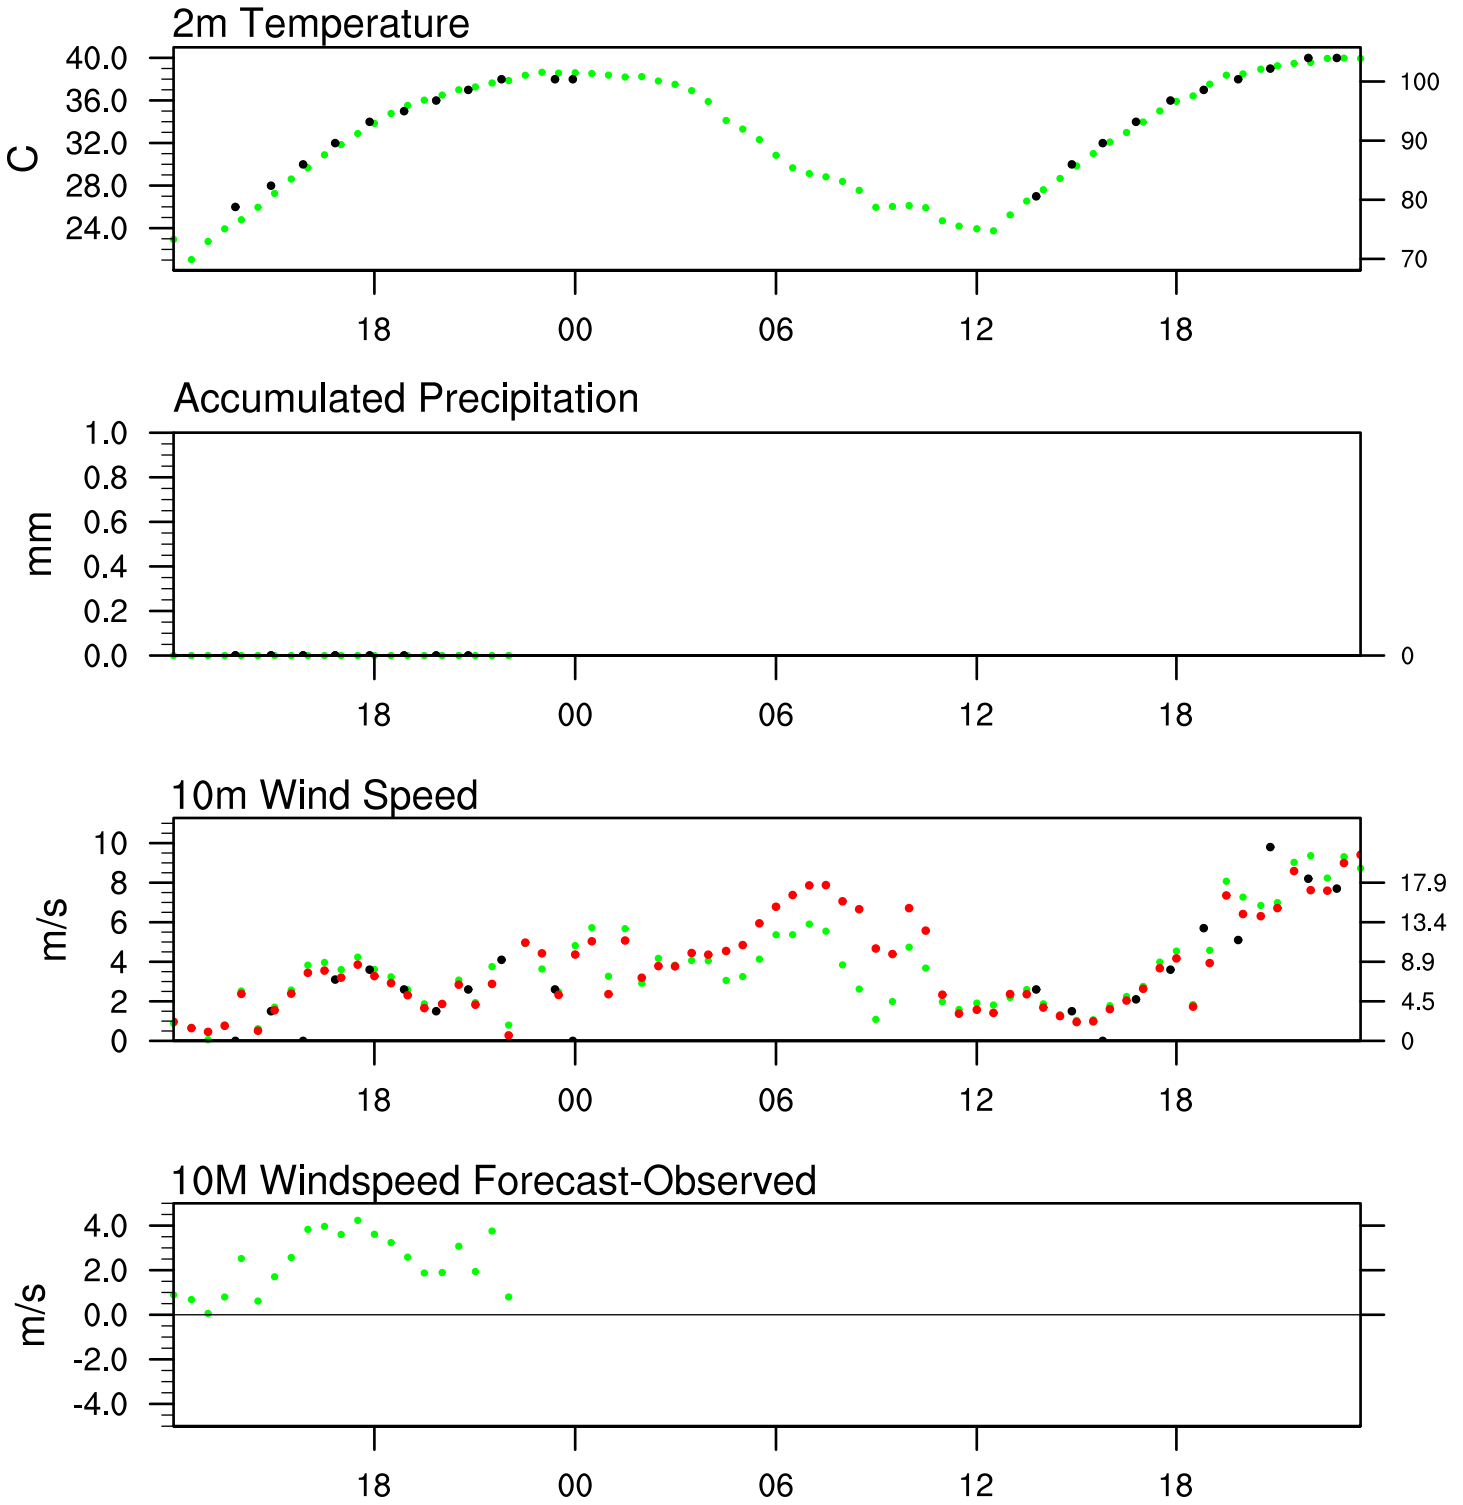 2m Temperature
40.0
36.0
32.0
28.0
24.0
C
100
90
80
70
18 00 06 12 18
Accumulated Precipitation
1.0
0.8
0.6
0.4
0.2
0.0
mm
0
18 00 06 12 18
10m Wind Speed
10
8
6
4
2
0
m/s
17.9
13.4
8.9
4.5
0
18 00 06 12 18
10M Windspeed Forecast-Observed
4.0
2.0
0.0
-2.0
-4.0
m/s
18 00 06 12 18